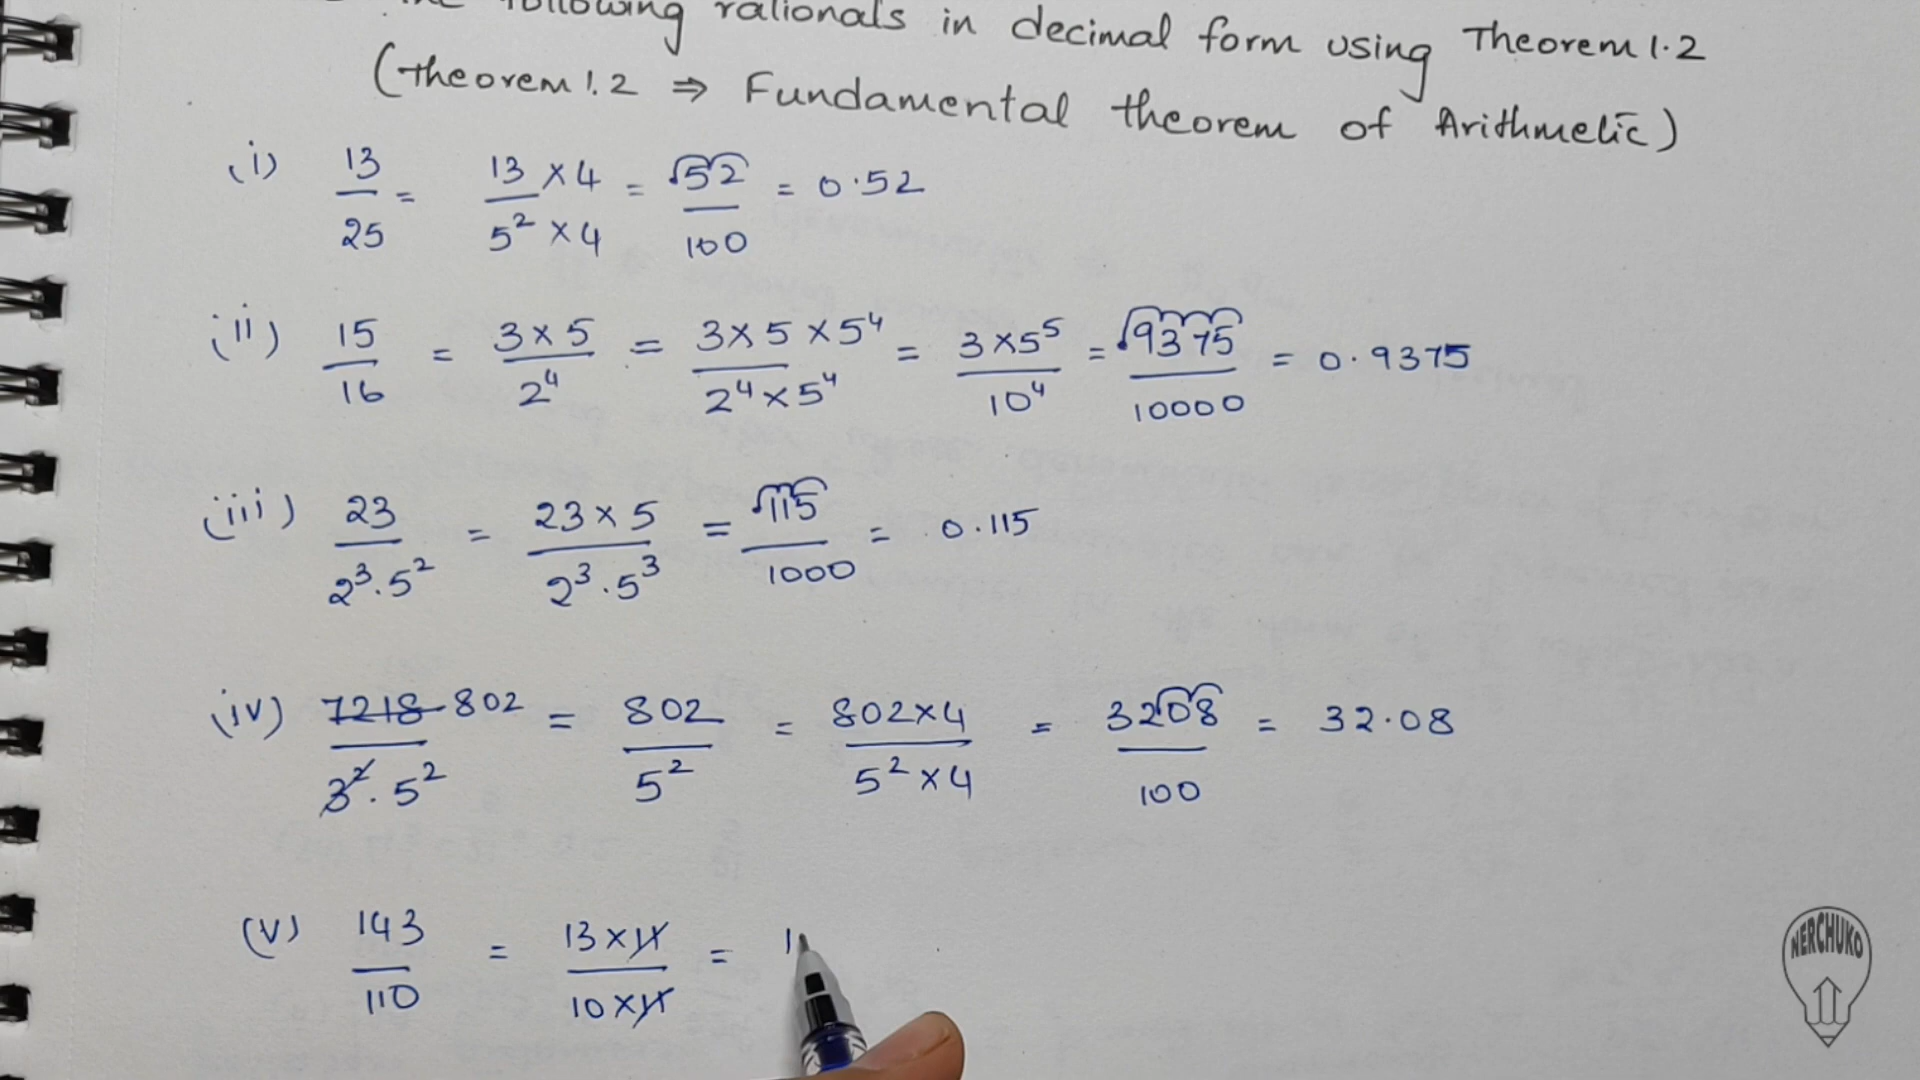 the following rationals in decimal form using Theorem 1.2
(Theorem 1.2 ⇒ Fundamental theorem of Arithmetic)
(i) 13/25 = 13 × 4 / 5² × 4 = 52/100 = 0.52
(ii) 15/16 = 3 × 5 / 2⁴ = 3 × 5 × 5⁴ / 2⁴ × 5⁴ = 3 × 5⁵ / 10⁴ = 9375/10000 = 0.9375
(iii) 23 / 2³ . 5² = 23 × 5 / 2³ . 5³ = 115/1000 = 0.115
(iv) 7218 802 / 3² . 5² = 802 / 5² = 802 × 4 / 5² × 4 = 3208/100 = 32.08
(v) 143/110 = 13 × 11 / 10 × 11 = 1
NERCHUKO